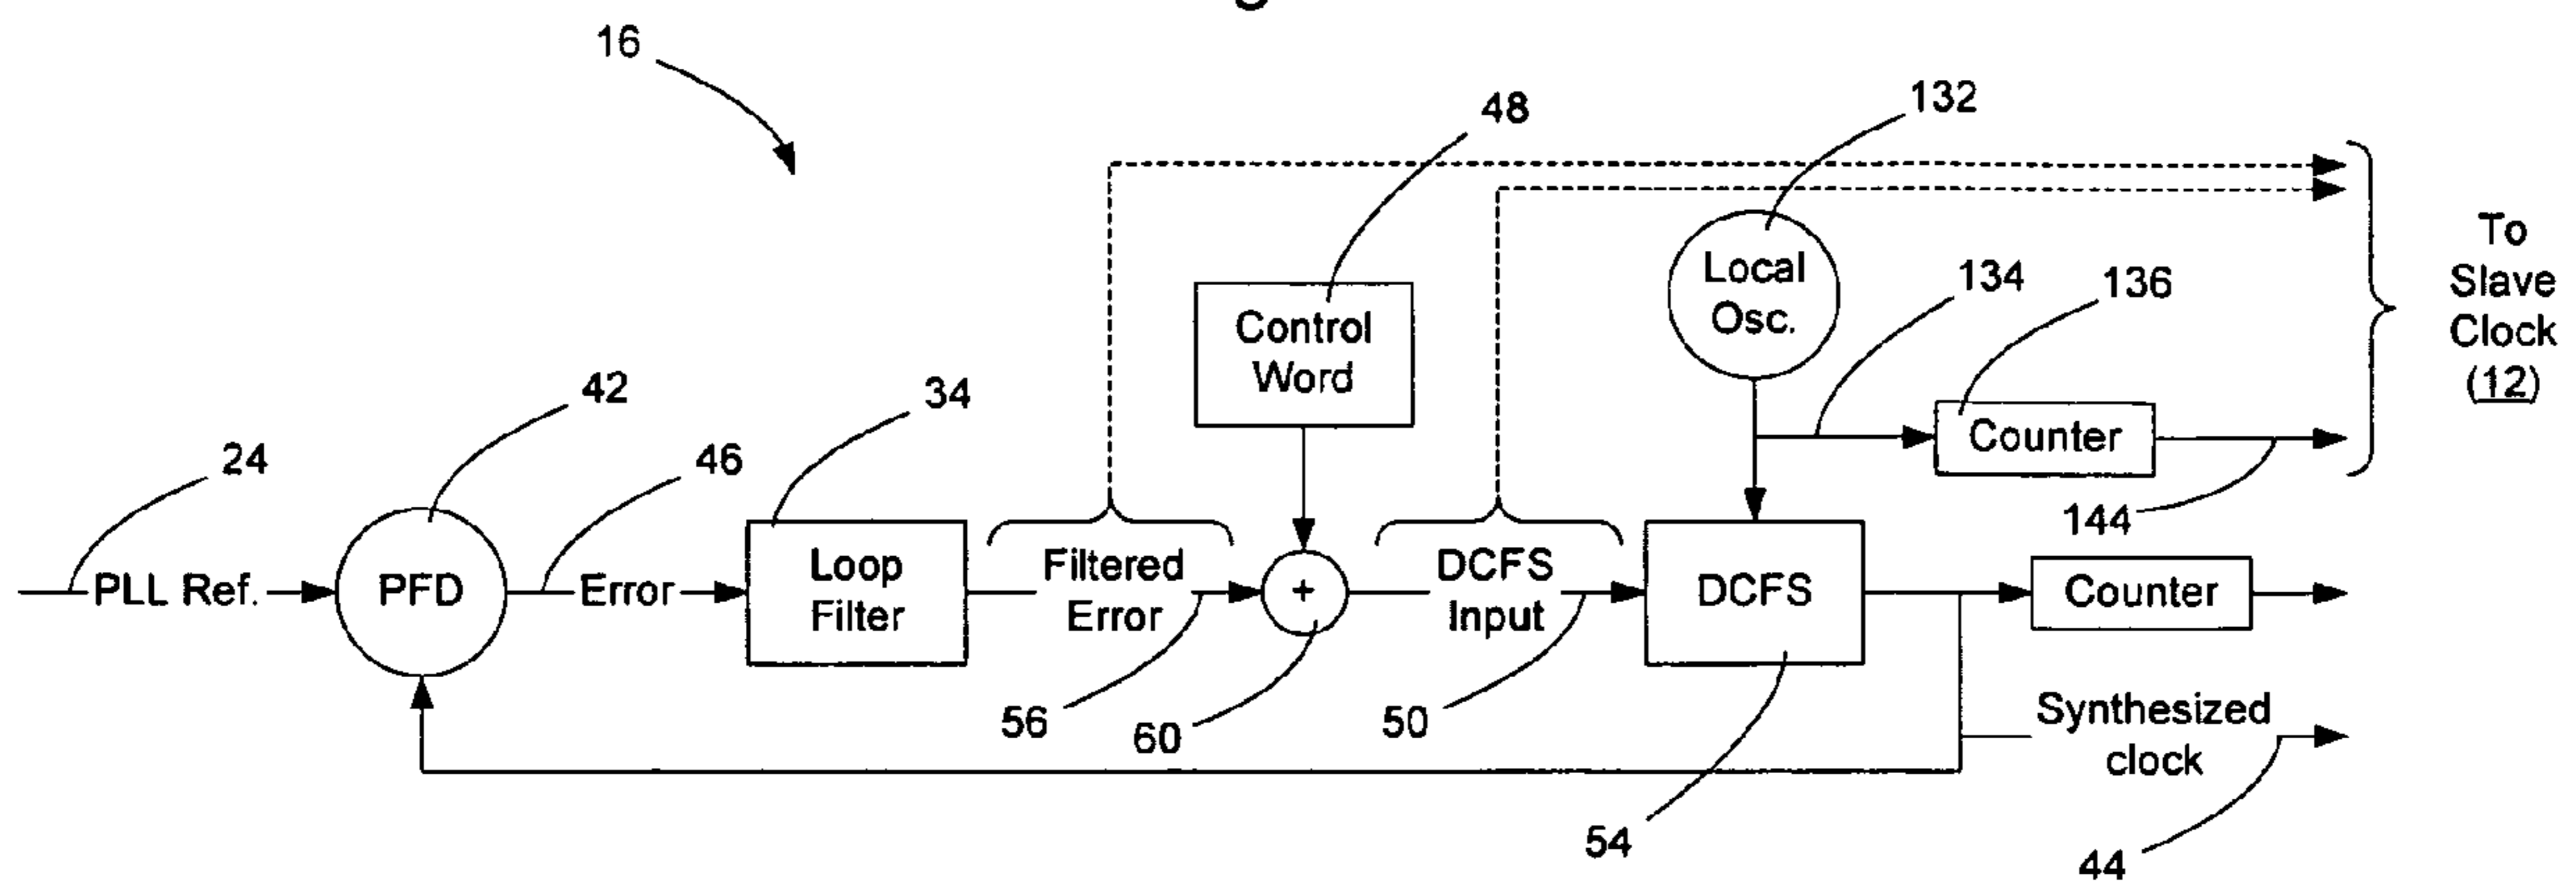 16
48
132
To
Slave
Clock
(12)
Local
Osc.
134
136
Control
Word
Counter
144
42
34
24
46
PLL Ref.
PFD
Error
Loop
Filter
Filtered
Error
+
DCFS
Input
DCFS
Counter
56
60
50
Synthesized
clock
54
44